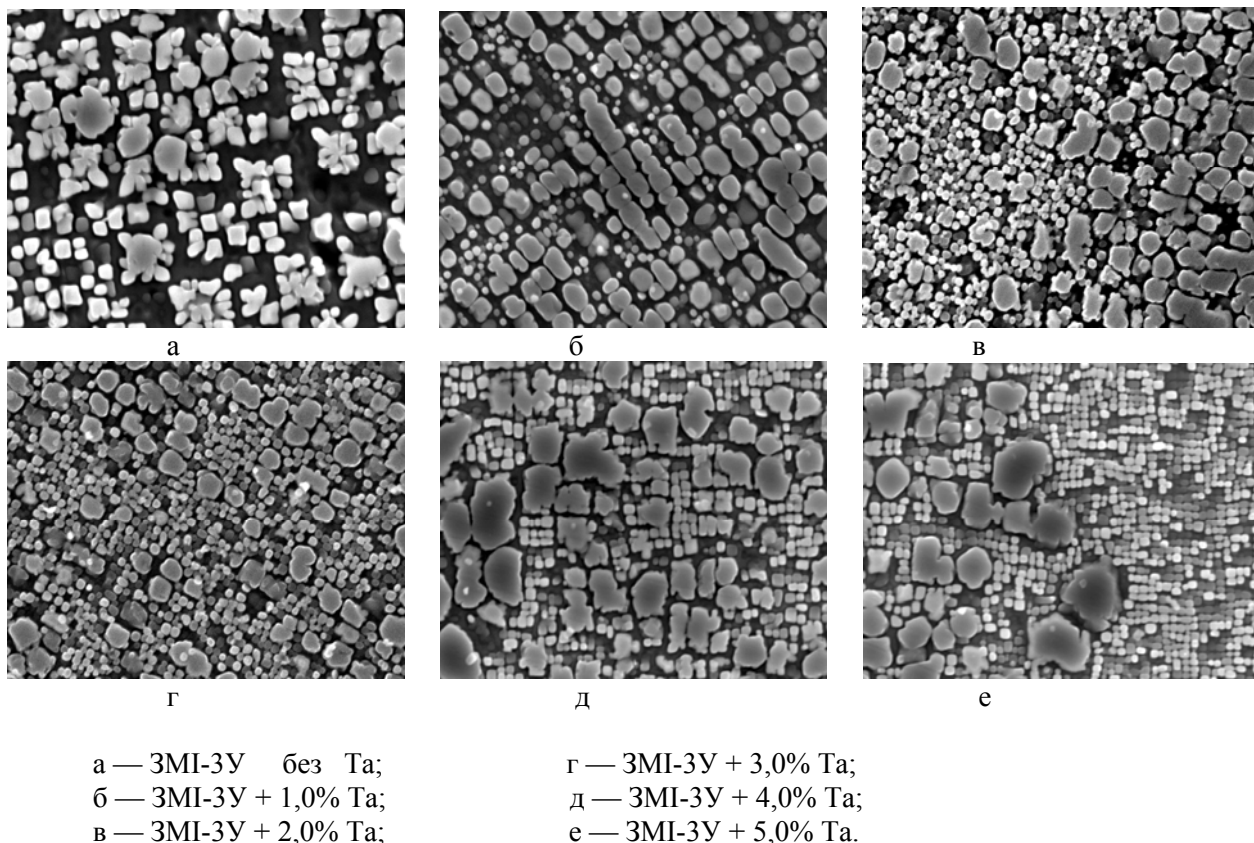 а б в
г д е
а — ЗМІ-3У без Та; г — ЗМІ-3У + 3,0% Та;
б — ЗМІ-3У + 1,0% Та; д — ЗМІ-3У + 4,0% Та;
в — ЗМІ-3У + 2,0% Та; е — ЗМІ-3У + 5,0% Та.